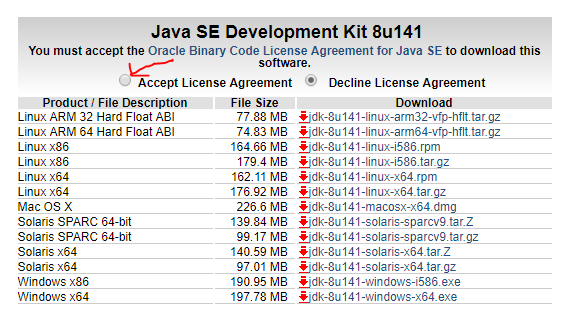 Java SE Development Kit 8u141
You must accept the Oracle Binary Code License Agreement for Java SE to download this
software.
Accept License Agreement Decline License Agreement
Product / File Description File Size Download
Linux ARM 32 Hard Float ABI 77.88 MB jdk-8u141-linux-arm32-vfp-hflt.tar.gz
Linux ARM 64 Hard Float ABI 74.83 MB jdk-8u141-linux-arm64-vfp-hflt.tar.gz
Linux x86 164.66 MB jdk-8u141-linux-i586.rpm
Linux x86 179.4 MB jdk-8u141-linux-i586.tar.gz
Linux x64 162.11 MB jdk-8u141-linux-x64.rpm
Linux x64 176.92 MB jdk-8u141-linux-x64.tar.gz
Mac OS X 226.6 MB jdk-8u141-macosx-x64.dmg
Solaris SPARC 64-bit 139.84 MB jdk-8u141-solaris-sparcv9.tar.Z
Solaris SPARC 64-bit 99.17 MB jdk-8u141-solaris-sparcv9.tar.gz
Solaris x64 140.59 MB jdk-8u141-solaris-x64.tar.Z
Solaris x64 97.01 MB jdk-8u141-solaris-x64.tar.gz
Windows x86 190.95 MB jdk-8u141-windows-i586.exe
Windows x64 197.78 MB jdk-8u141-windows-x64.exe